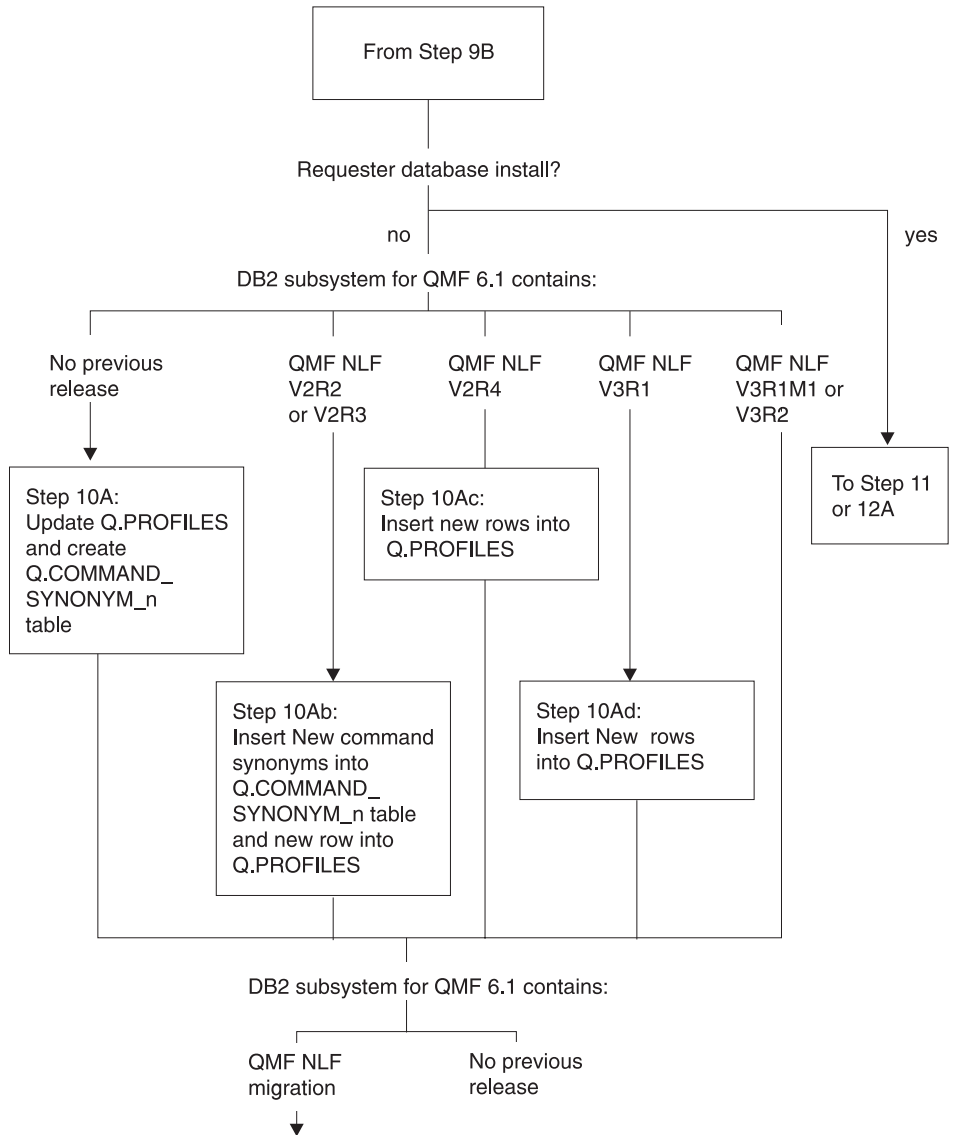 From Step 9B
Requester database install?
no
yes
DB2 subsystem for QMF 6.1 contains:
No previous
release
QMF NLF
V2R2
or V2R3
QMF NLF
V2R4
QMF NLF
V3R1
QMF NLF
V3R1M1 or
V3R2
Step 10A:
Update Q.PROFILES
and create
Q.COMMAND_
SYNONYM_n
table
Step 10Ac:
Insert new rows into
Q.PROFILES
To Step 11
or 12A
Step 10Ab:
Insert New command
synonyms into
Q.COMMAND_
SYNONYM_n table
and new row into
Q.PROFILES
Step 10Ad:
Insert New rows
into Q.PROFILES
DB2 subsystem for QMF 6.1 contains:
QMF NLF
migration
No previous
release